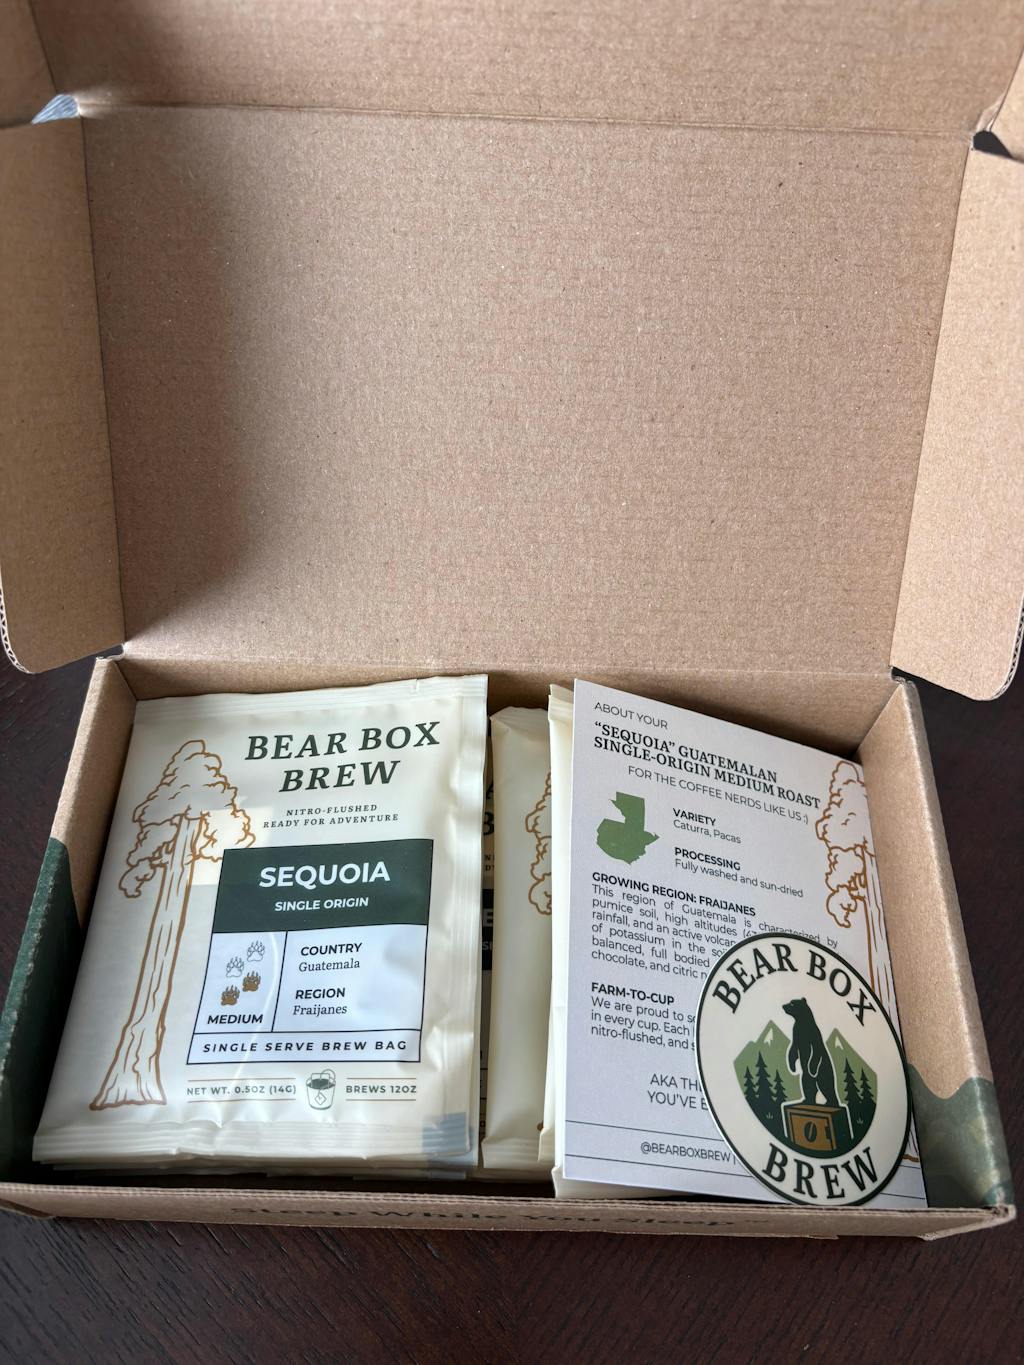 BEAR BOX
BREW
NITRO-FLUSHED
READY FOR ADVENTURE
SEQUOIA
SINGLE ORIGIN
COUNTRY
Guatemala
REGION
Fraijanes
MEDIUM
SINGLE SERVE BREW BAG
NET WT. 0.5OZ (14G)
BREWS 12OZ
ABOUT YOUR
"SEQUOIA" GUATEMALAN
SINGLE-ORIGIN MEDIUM ROAST
FOR THE COFFEE NERDS LIKE US ;)
VARIETY
Caturra, Pacas
PROCESSING
Fully washed and sun-dried
GROWING REGION: FRAIJANES
This region of Guatemala is characterized by
pumice soil, high altitudes
rainfall, and an active
of potassium in the
balanced, full bodied
chocolate, and citric
FARM-TO-CUP
We are proud to
in every cup. Each
nitro-flushed, and
AKA
YOU'VE
@BEARBOXBREW |
BEAR BOX
BREW
Steep While You Sleep™